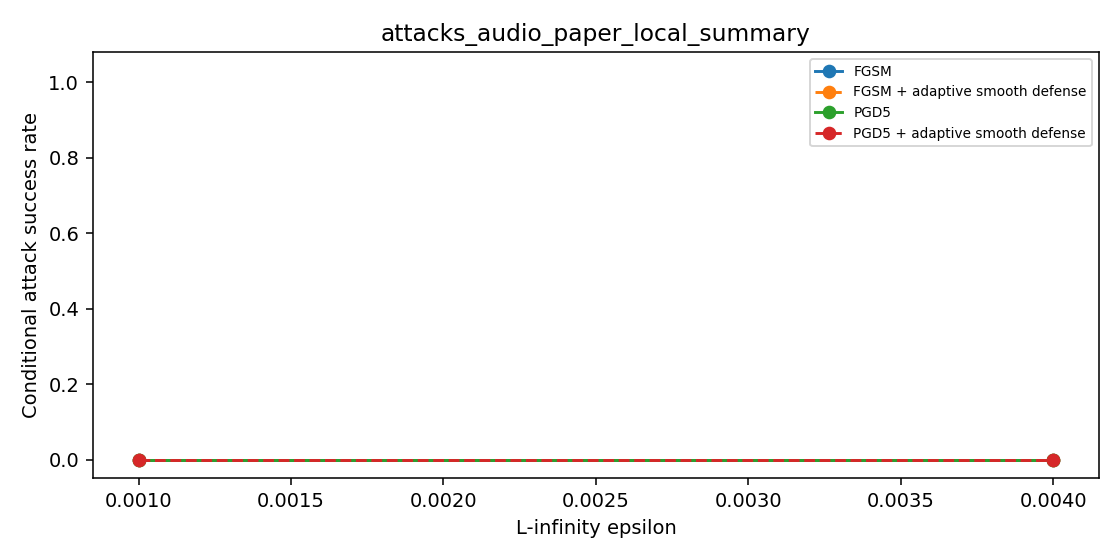 attacks_audio_paper_local_summary
FGSM
FGSM + adaptive smooth defense
PGD5
PGD5 + adaptive smooth defense
Conditional attack success rate
1.0
0.8
0.6
0.4
0.2
0.0
0.0010 0.0015 0.0020 0.0025 0.0030 0.0035 0.0040
L-infinity epsilon